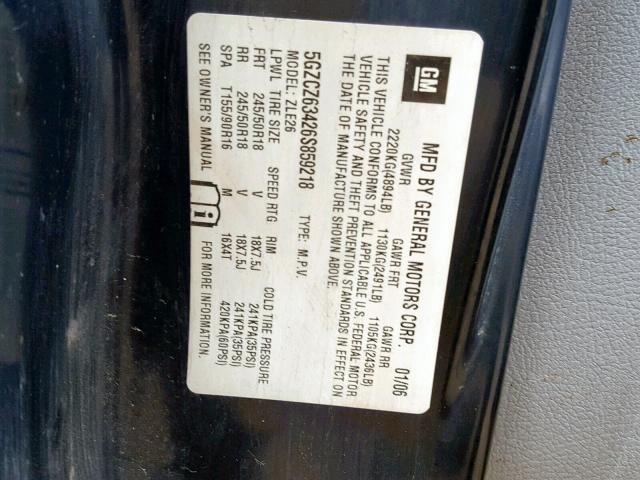 GM
MFD BY GENERAL MOTORS CORP. 01/06
GVWR GAWR FRT GAWR RR
2220KG(4894LB) 1130KG(2491LB) 1105KG(2436LB)
THIS VEHICLE CONFORMS TO ALL APPLICABLE U.S. FEDERAL MOTOR
VEHICLE SAFETY AND THEFT PREVENTION STANDARDS IN EFFECT ON
THE DATE OF MANUFACTURE SHOWN ABOVE.
5GZCZ63426S859218 TYPE: M.P.V.
MODEL: ZLE26
LPWL TIRE SIZE SPEED RTG RIM COLD TIRE PRESSURE
FRT 245/50R18 V 18X7.5J 241KPA(35PSI)
RR 245/50R18 V 18X7.5J 241KPA(35PSI)
SPA T155/90R16 M 16X4T 420KPA(60PSI)
SEE OWNER'S MANUAL i FOR MORE INFORMATION.